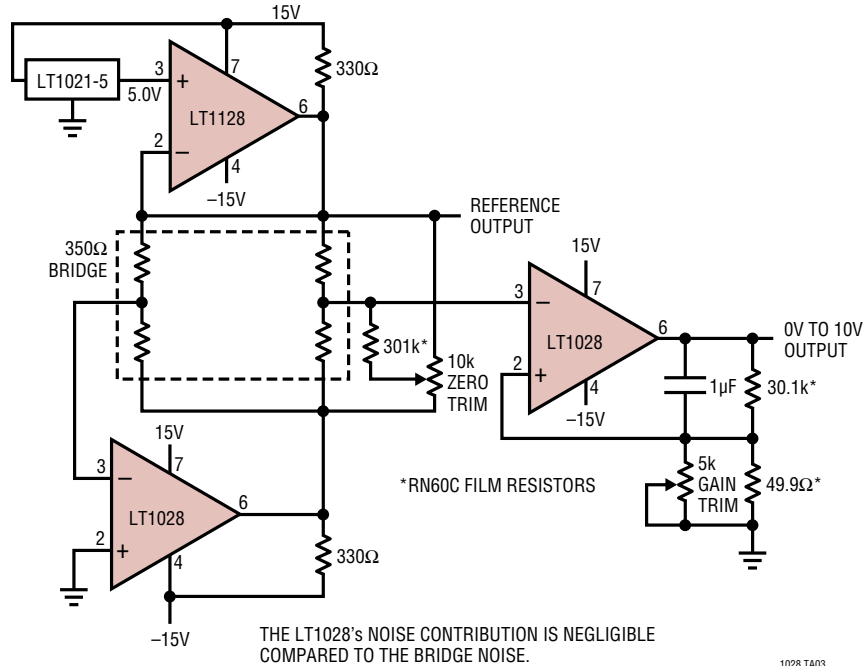 15V
LT1021-5
5.0V
3
+
7
330Ω
LT1128
6
2
–
4
–15V
REFERENCE
OUTPUT
350Ω
BRIDGE
15V
7
3
–
LT1028
6
2
+
4
–15V
0V TO 10V
OUTPUT
301k*
10k
ZERO
TRIM
1µF
30.1k*
15V
7
3
–
LT1028
6
2
+
4
–15V
330Ω
*RN60C FILM RESISTORS
5k
GAIN
TRIM
49.9Ω*
THE LT1028's NOISE CONTRIBUTION IS NEGLIGIBLE
COMPARED TO THE BRIDGE NOISE.
1028 TA03